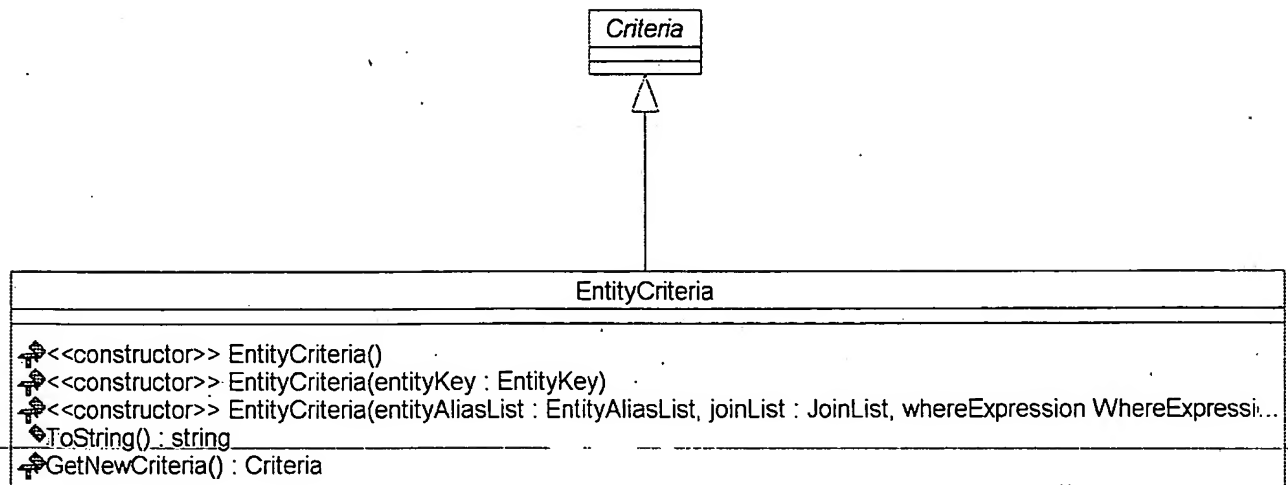 Criteria
EntityCriteria
<<constructor>> EntityCriteria()
<<constructor>> EntityCriteria(entityKey : EntityKey)
<<constructor>> EntityCriteria(entityAliasList : EntityAliasList, joinList : JoinList, whereExpression WhereExpressi...
ToString() : string
GetNewCriteria() : Criteria